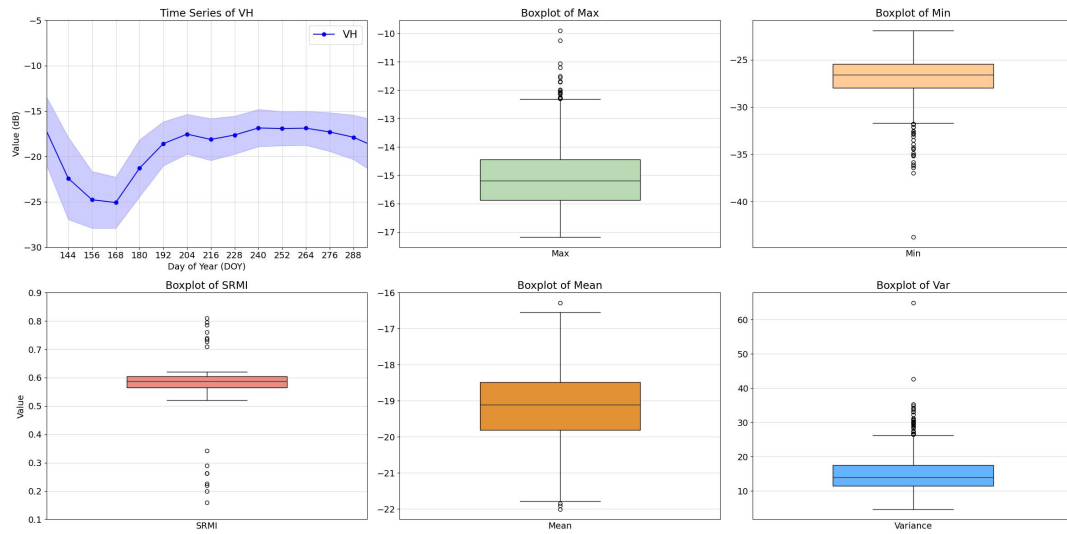 Time Series of VH
VH
Value (dB)
−5
−10
−15
−20
−25
−30
144 156 168 180 192 204 216 228 240 252 264 276 288
Day of Year (DOY)
Boxplot of Max
−10
−11
−12
−13
−14
−15
−16
−17
Max
Boxplot of Min
−25
−30
−35
−40
Min
Boxplot of SRMI
Value
0.9
0.8
0.7
0.6
0.5
0.4
0.3
0.2
0.1
SRMI
Boxplot of Mean
−16
−17
−18
−19
−20
−21
−22
Mean
Boxplot of Var
60
50
40
30
20
10
Variance